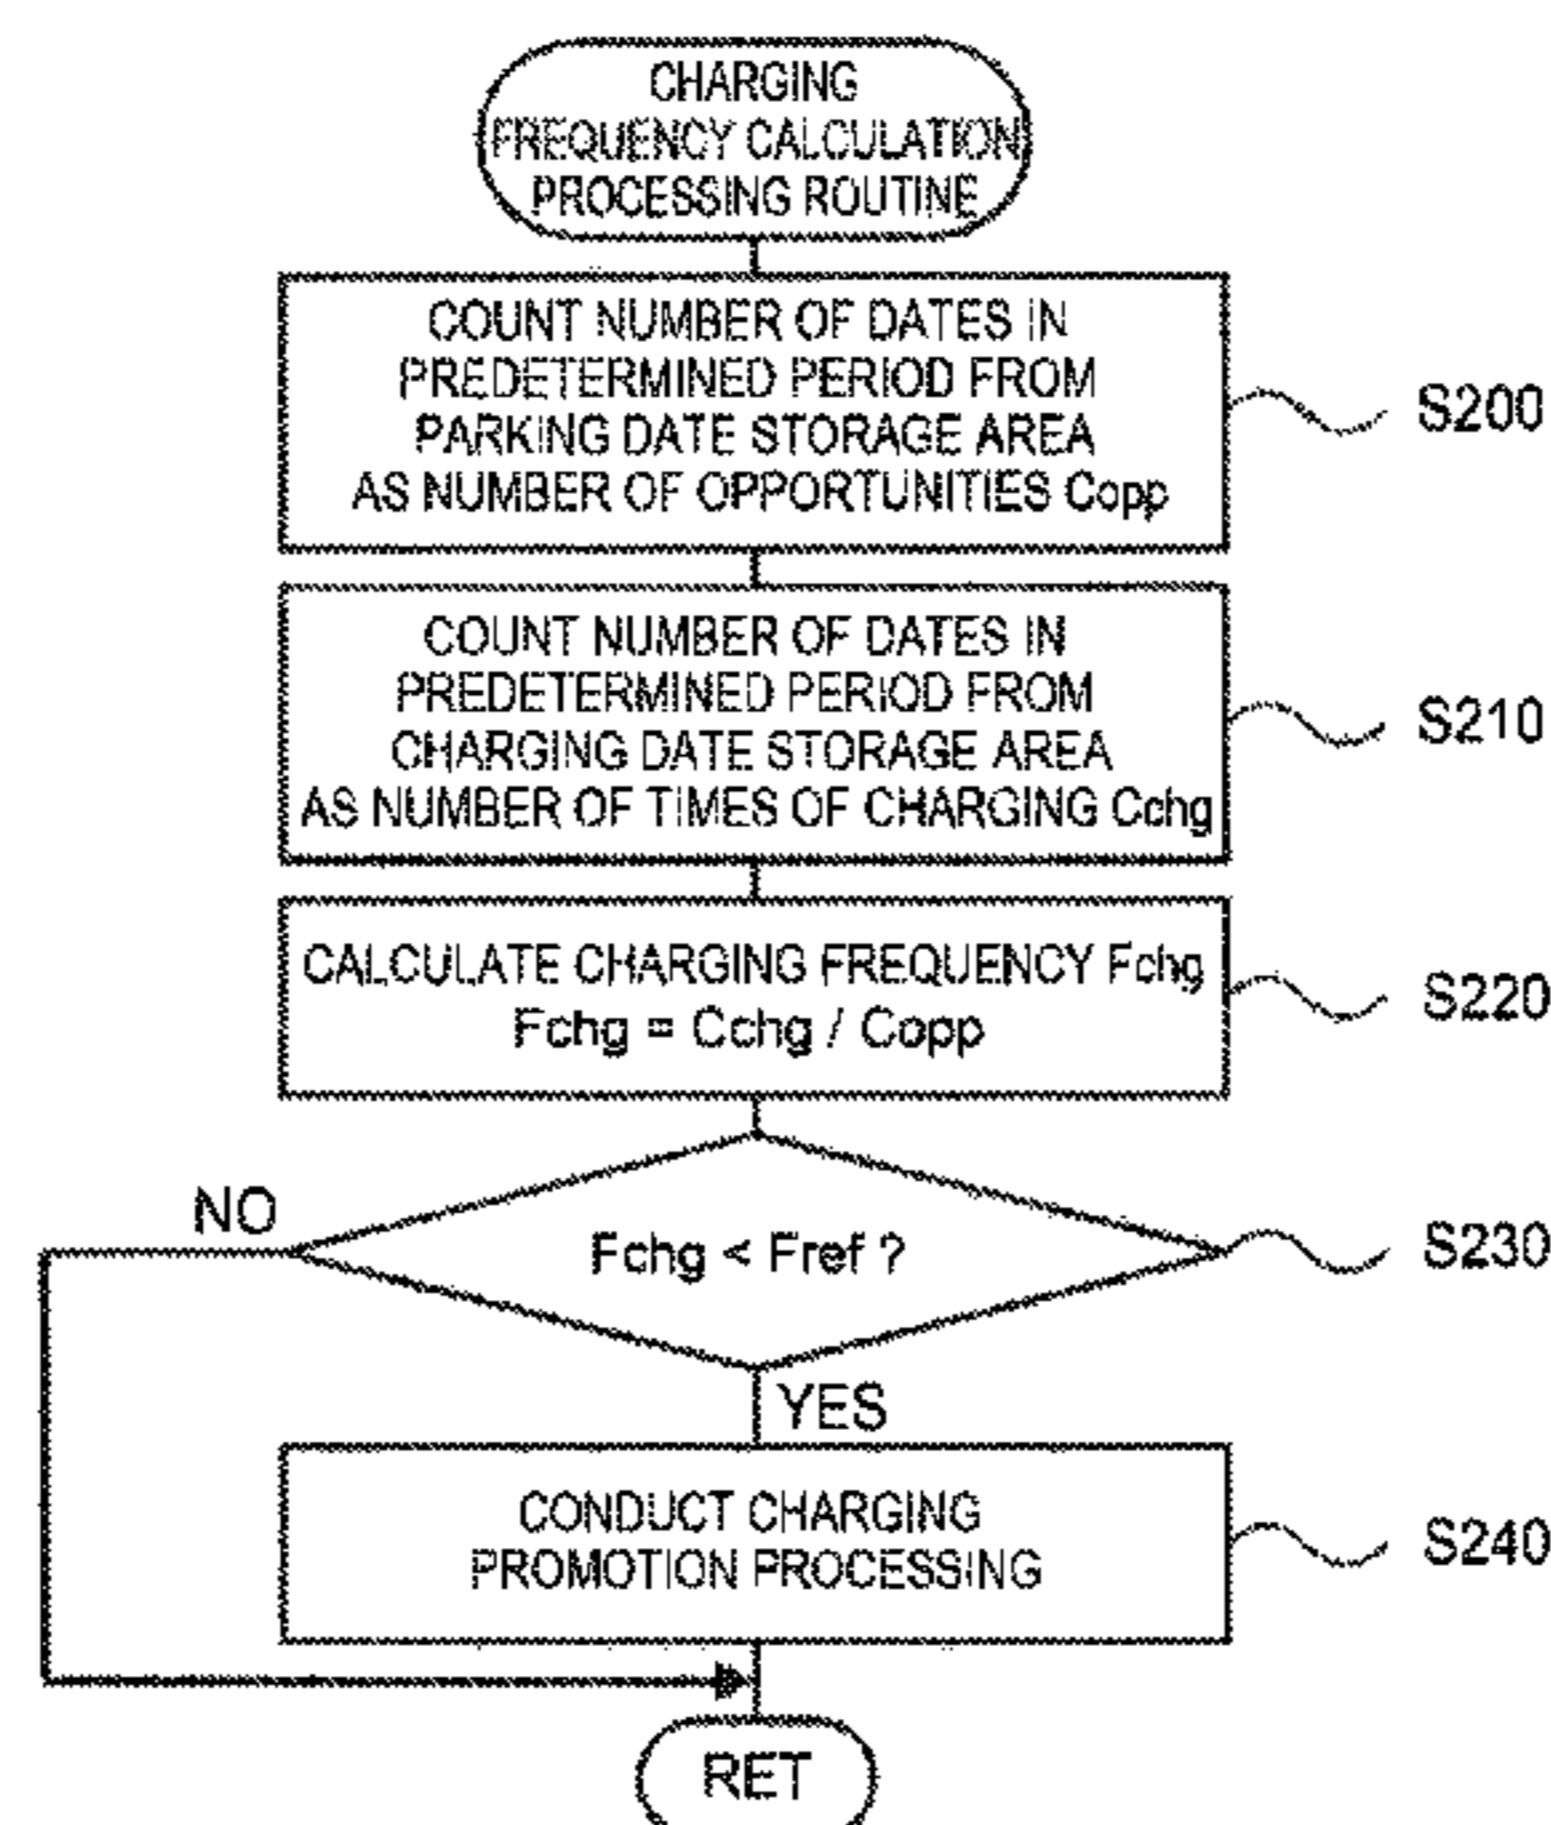 CHARGING
FREQUENCY CALCULATION
PROCESSING ROUTINE
COUNT NUMBER OF DATES IN
PREDETERMINED PERIOD FROM
PARKING DATE STORAGE AREA
AS NUMBER OF OPPORTUNITIES Copp
S200
COUNT NUMBER OF DATES IN
PREDETERMINED PERIOD FROM
CHARGING DATE STORAGE AREA
AS NUMBER OF TIMES OF CHARGING Cchg
S210
CALCULATE CHARGING FREQUENCY Fchg
Fchg = Cchg / Copp
S220
NO
Fchg < Fref ?
S230
YES
CONDUCT CHARGING
PROMOTION PROCESSING
S240
RET